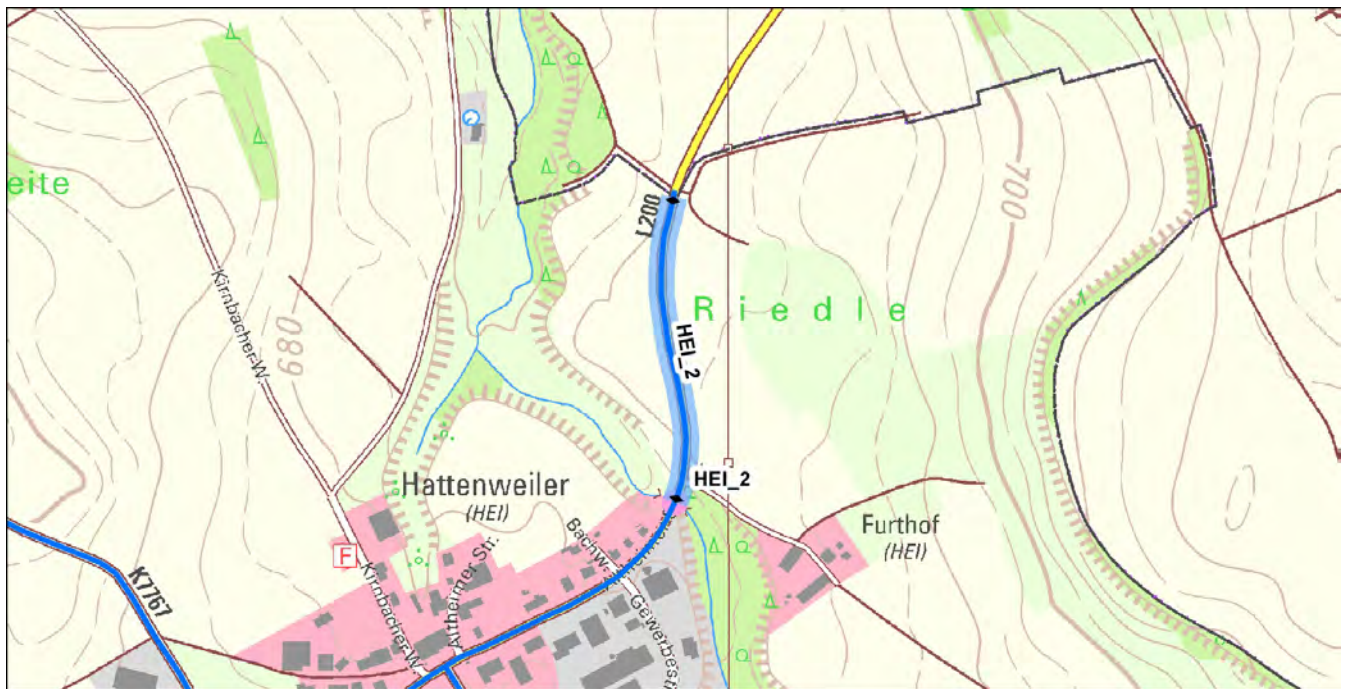 eite
L200
700
Kirnbacher W.
680
Riedle
HEI_2
HEI_2
Hattenweiler
(HEI)
Furthof
(HEI)
F
K7767
Kirnbacher W.
Altheimer Str.
Bachw.
Gewerbestr